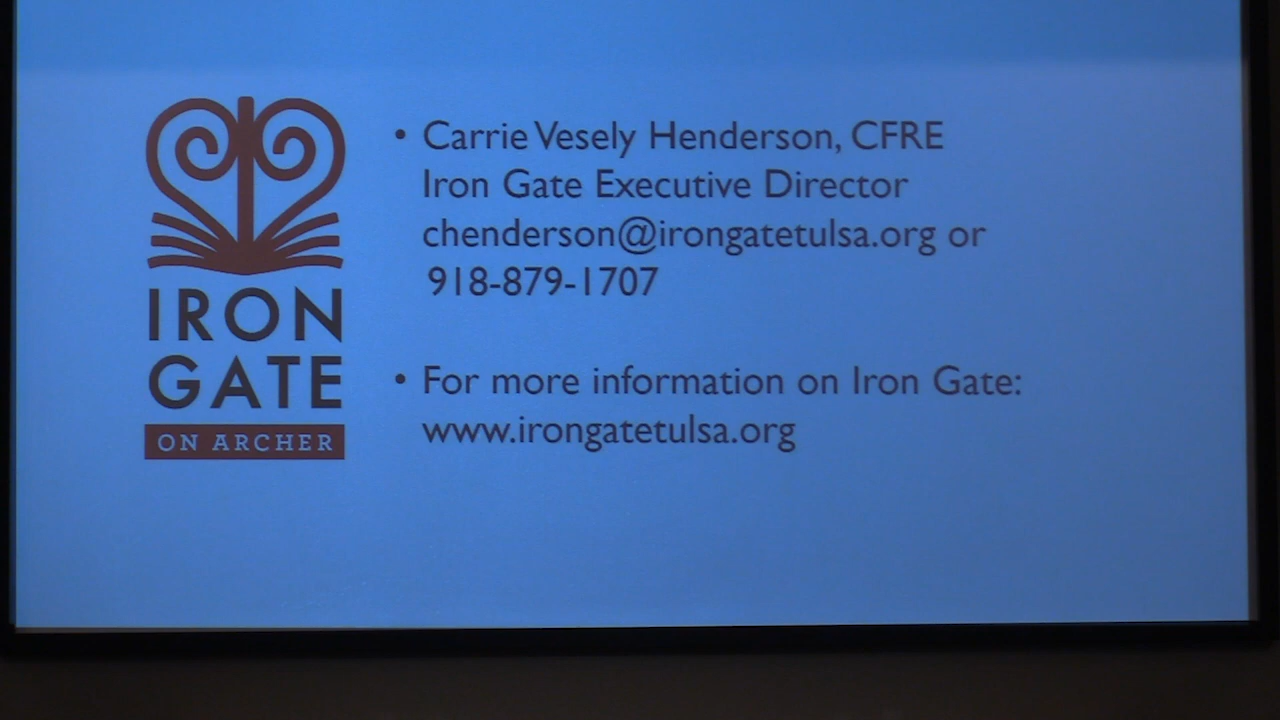 IRON
GATE
ON ARCHER
• Carrie Vesely Henderson, CFRE
Iron Gate Executive Director
chenderson@irongatetulsa.org or
918-879-1707
• For more information on Iron Gate:
www.irongatetulsa.org